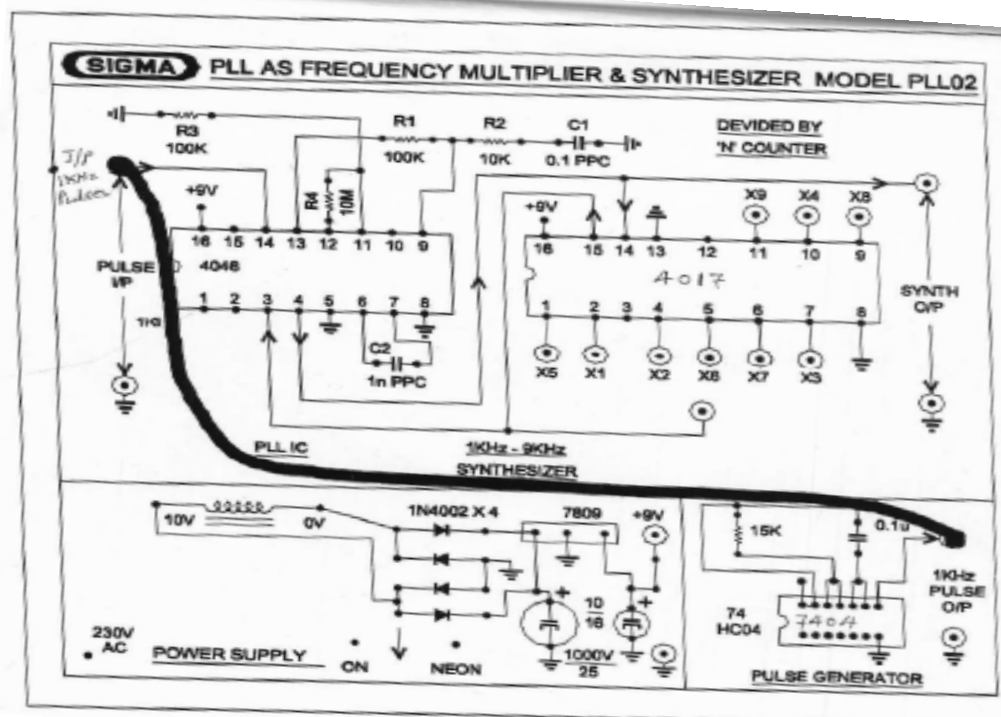 SIGMA PLL AS FREQUENCY MULTIPLIER & SYNTHESIZER MODEL PLL02
R3
100K
R1
100K
R2
10K
C1
0.1 PPC
DEVIDED BY
'N' COUNTER
I/P
1KHz
Pulses
+9V
R4
10M
+9V
X9 X4 X8
16 15 14 13 12 11 10 9
16 15 14 13 12 11 10 9
PULSE
I/P
4046
4017
SYNTH
O/P
1 2 3 4 5 6 7 8
1 2 3 4 5 6 7 8
C2
1n PPC
X5 X1 X2 X6 X7 X3
PLL IC
1KHz - 9KHz
SYNTHESIZER
10V 0V
1N4002 X 4
7809
+9V
10
16
1000V
25
230V
AC
POWER SUPPLY
ON
NEON
15K
0.1u
74
HC04
7404
1KHz
PULSE
O/P
PULSE GENERATOR